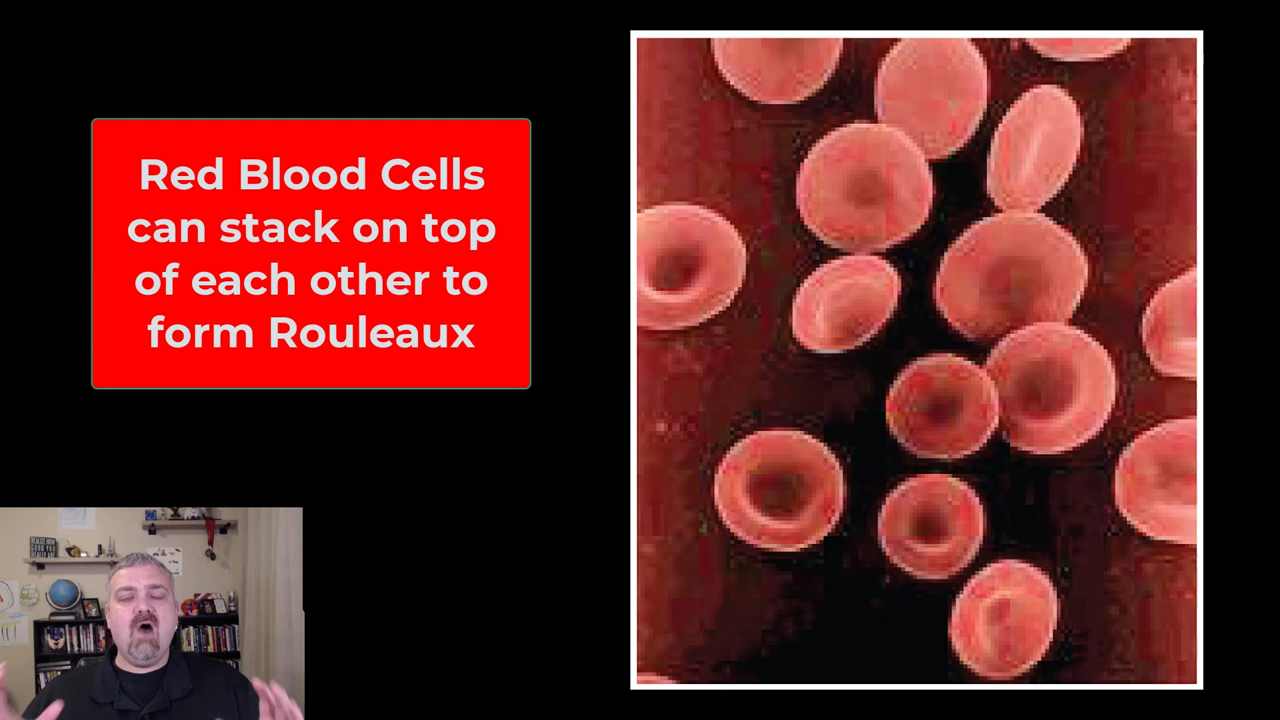 Red Blood Cells
can stack on top
of each other to
form Rouleaux